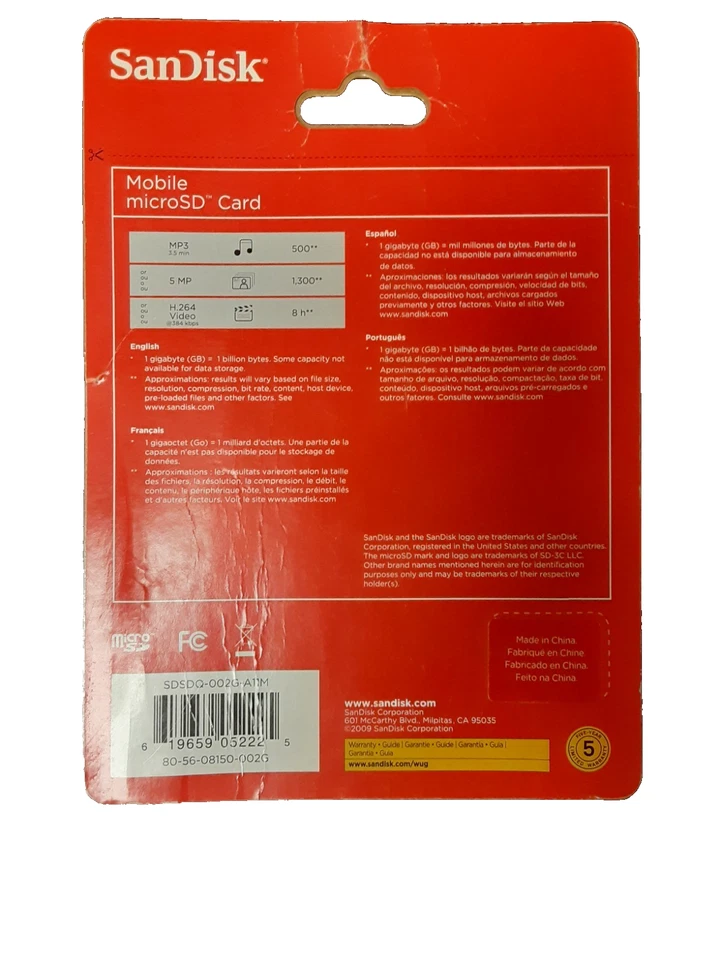 SanDisk®
Mobile
microSD™ Card
MP3
3.5 min
500**
or
ou
o
ou
5 MP
1,300**
or
ou
o
ou
H.264
Video
@384 kbps
8 h**
English
* 1 gigabyte (GB) = 1 billion bytes. Some capacity not
available for data storage.
** Approximations: results will vary based on file size,
resolution, compression, bit rate, content, host device,
pre-loaded files and other factors. See
www.sandisk.com
Français
* 1 gigaoctet (Go) = 1 milliard d'octets. Une partie de la
capacité n'est pas disponible pour le stockage de
données.
** Approximations : les résultats varieront selon la taille
des fichiers, la résolution, la compression, le débit, le
contenu, le périphérique hôte, les fichiers préinstallés
et d'autres facteurs. Voir le site www.sandisk.com
Español
* 1 gigabyte (GB) = mil millones de bytes. Parte de la
capacidad no está disponible para almacenamiento
de datos.
** Aproximaciones: los resultados variarán según el tamaño
del archivo, resolución, compresión, velocidad de bits,
contenido, dispositivo host, archivos cargados
previamente y otros factores. Visite el sitio Web
www.sandisk.com
Português
* 1 gigabyte (GB) = 1 bilhão de bytes. Parte de capacidade
não está disponível para armazenamento de dados.
** Aproximações: os resultados podem variar de acordo com
tamanho de arquivo, resolução, compactação, taxa de bit,
conteúdo, dispositivo host, arquivos pré-carregados e
outros fatores. Consulte www.sandisk.com
SanDisk and the SanDisk logo are trademarks of SanDisk
Corporation, registered in the United States and other countries.
The microSD mark and logo are trademarks of SD-3C LLC.
Other brand names mentioned herein are for identification
purposes only and may be trademarks of their respective
holder(s).
micro SD
FC
Made in China.
Fabriqué en Chine.
Fabricado en China.
Feito na China.
SDSDQ-002G-A11M
6 19659 05222 5
80-56-08150-002G
www.sandisk.com
SanDisk Corporation
601 McCarthy Blvd., Milpitas, CA 95035
©2009 SanDisk Corporation
Warranty • Guide | Garantie • Guide | Garantía • Guía |
Garantia • Guia
www.sandisk.com/wug
FIVE-YEAR
5
LIMITED WARRANTY